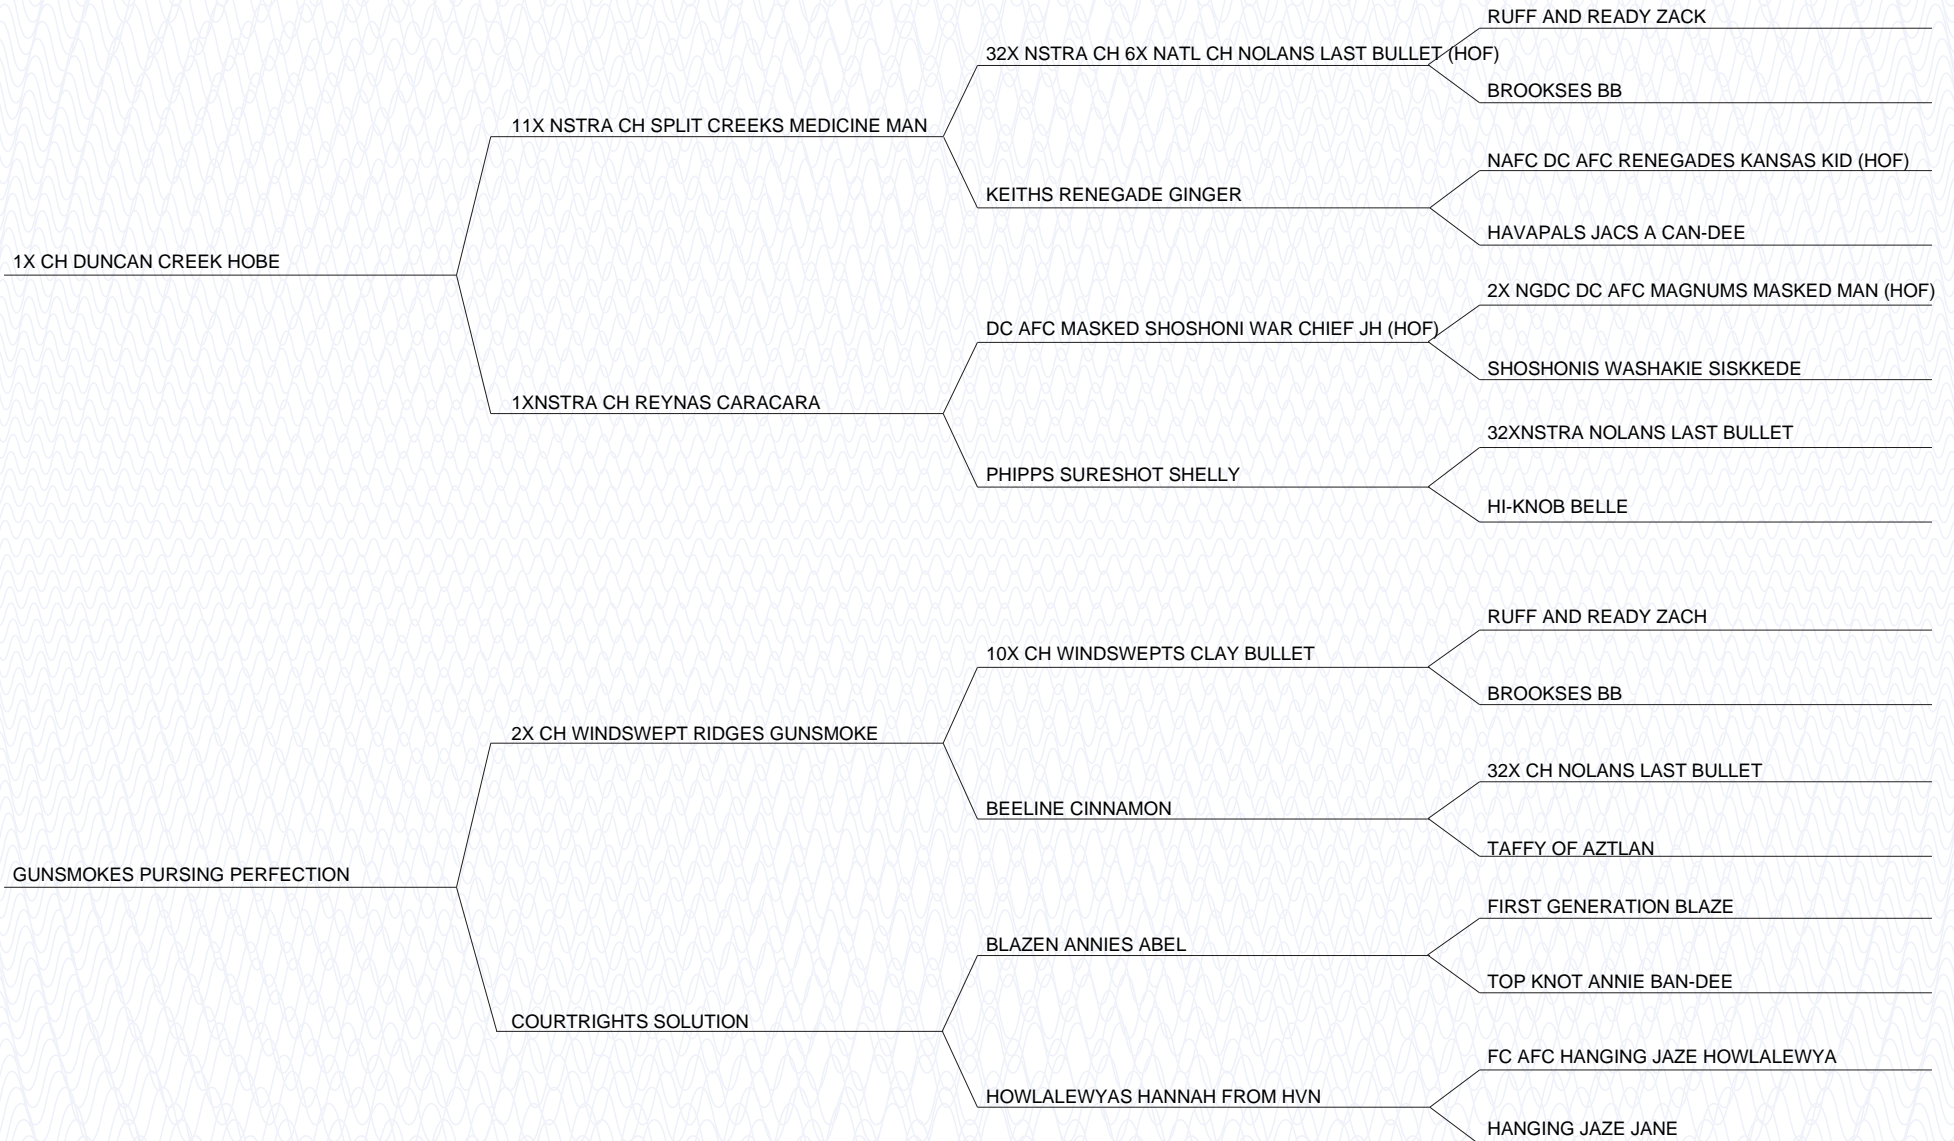 RUFF AND READY ZACK
32X NSTRA CH 6X NATL CH NOLANS LAST BULLET (HOF)
BROOKSES BB
11X NSTRA CH SPLIT CREEKS MEDICINE MAN
NAFC DC AFC RENEGADES KANSAS KID (HOF)
KEITHS RENEGADE GINGER
HAVAPALS JACS A CAN-DEE
1X CH DUNCAN CREEK HOBE
2X NGDC DC AFC MAGNUMS MASKED MAN (HOF)
DC AFC MASKED SHOSHONI WAR CHIEF JH (HOF)
SHOSHONIS WASHAKIE SISKKEDE
1XNSTRA CH REYNAS CARACARA
32XNSTRA NOLANS LAST BULLET
PHIPPS SURESHOT SHELLY
HI-KNOB BELLE
RUFF AND READY ZACH
10X CH WINDSWEPTS CLAY BULLET
BROOKSES BB
2X CH WINDSWEPT RIDGES GUNSMOKE
32X CH NOLANS LAST BULLET
BEELINE CINNAMON
TAFFY OF AZTLAN
GUNSMOKES PURSING PERFECTION
FIRST GENERATION BLAZE
BLAZEN ANNIES ABEL
TOP KNOT ANNIE BAN-DEE
COURTRIGHTS SOLUTION
FC AFC HANGING JAZE HOWLALEWYA
HOWLALEWYAS HANNAH FROM HVN
HANGING JAZE JANE